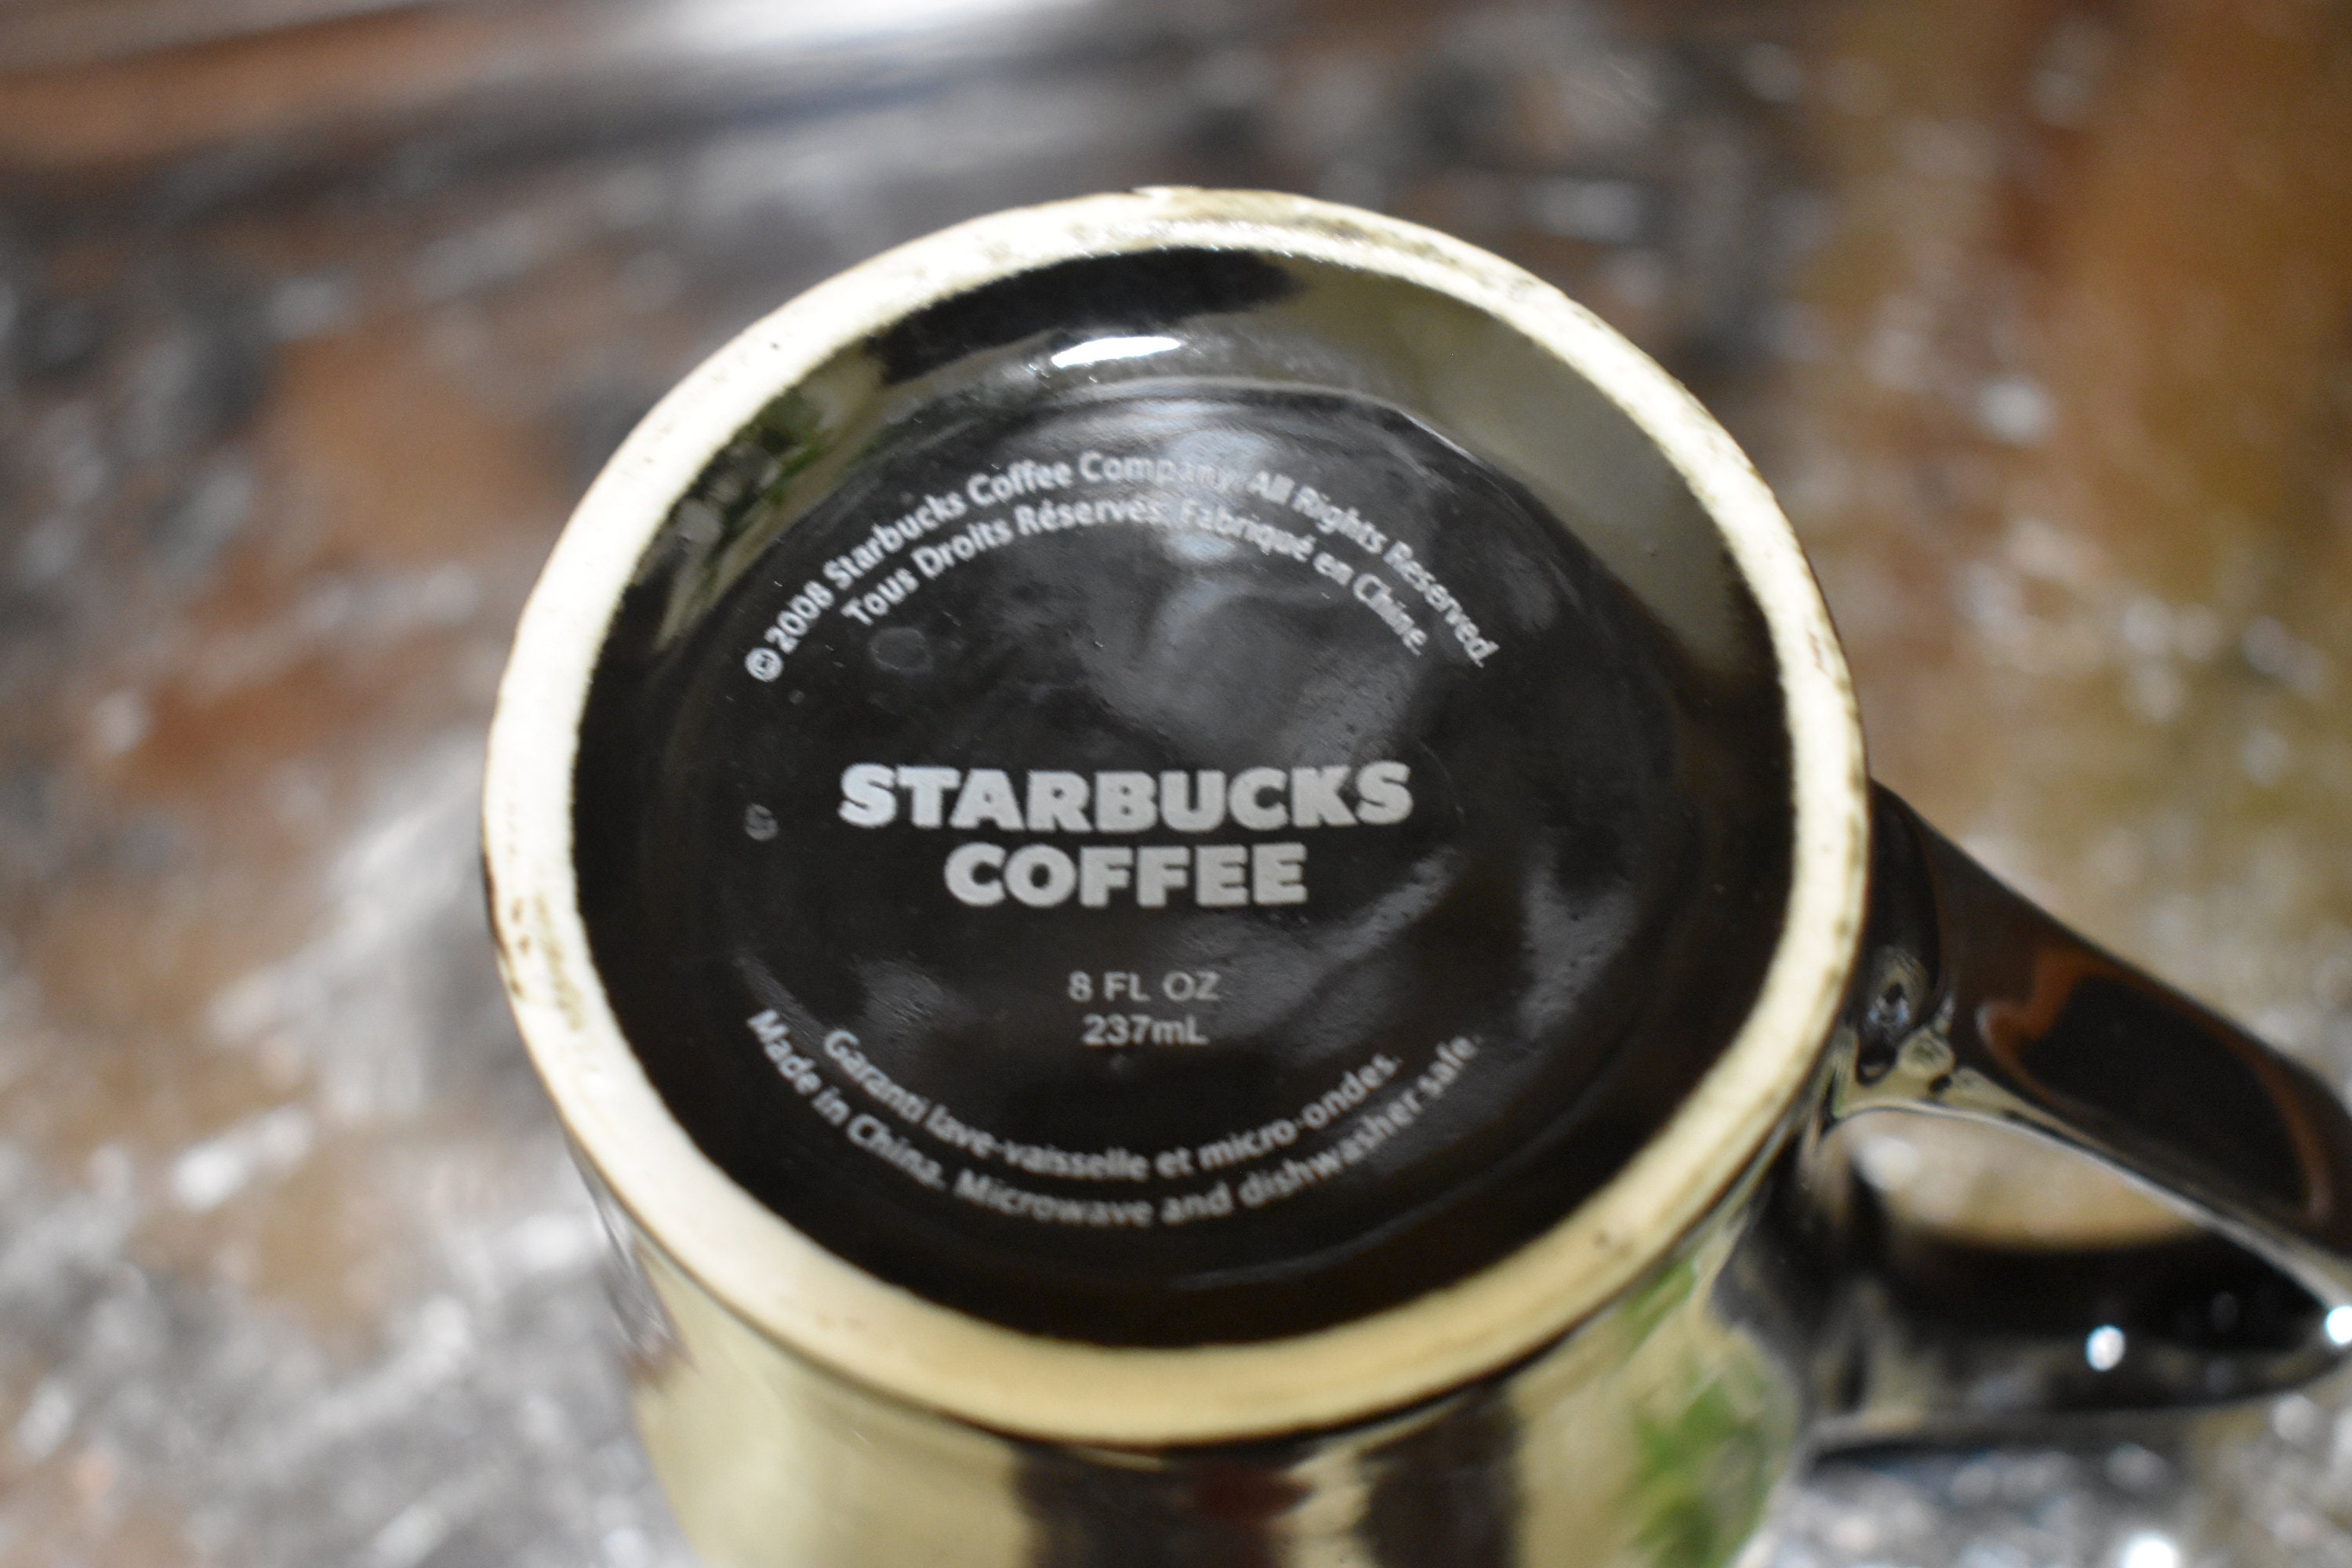 © 2008 Starbucks Coffee Company. All Rights Reserved.
Tous Droits Réservés. Fabriqué en Chine.
STARBUCKS
COFFEE
8 FL OZ
237mL
Garanti lave-vaisselle et micro-ondes.
Made in China. Microwave and dishwasher safe.